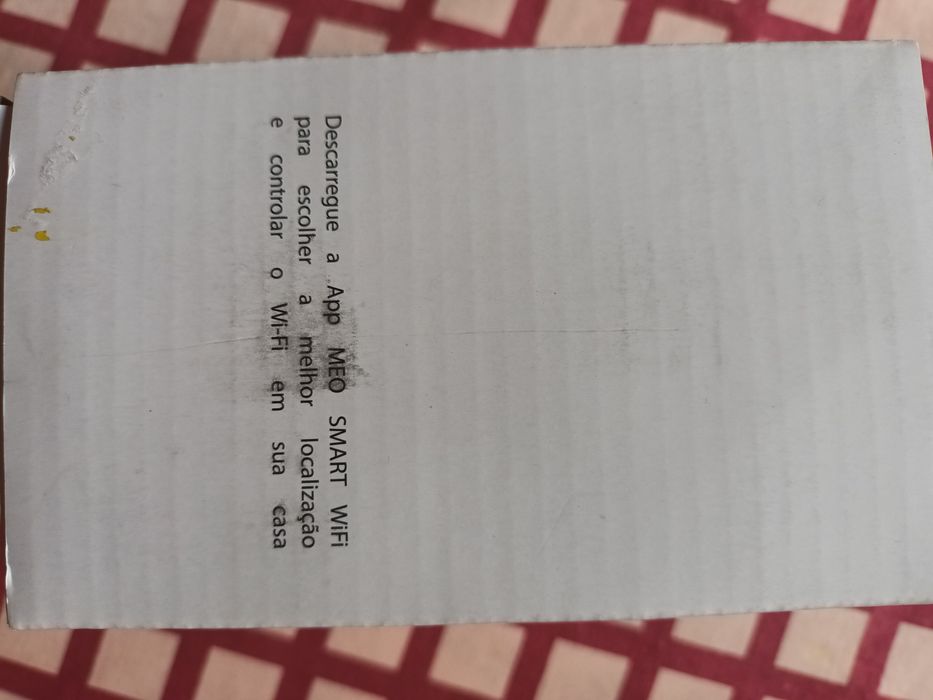 Descarregue a App MEO SMART WiFi
para escolher a melhor localização
e controlar o Wi-Fi em sua casa